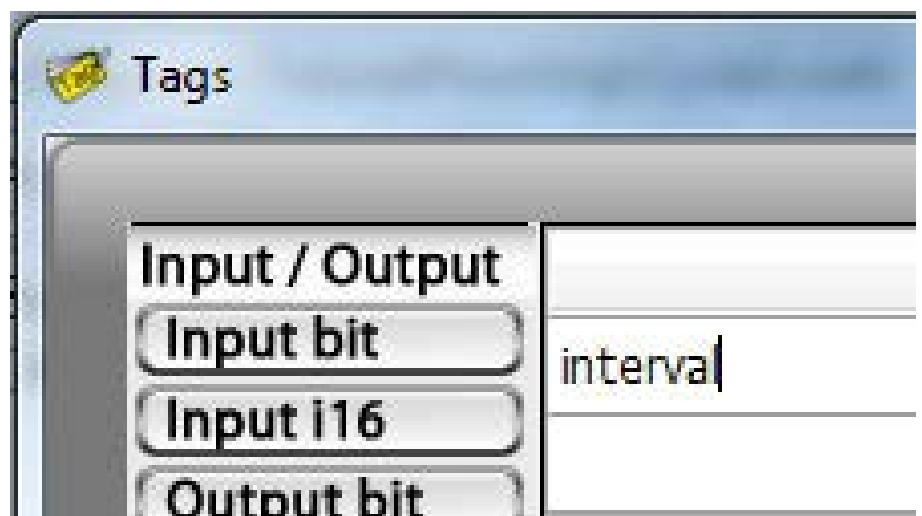 Tags
Input / Output
Input bit
interval
Input i16
Output bit